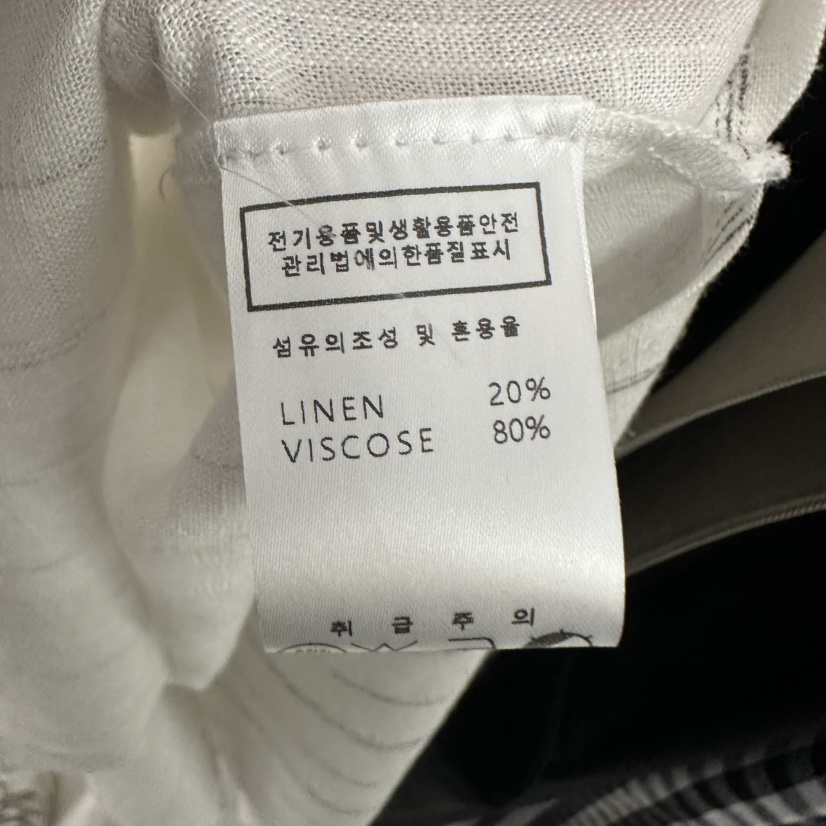 전기용품및생활용품안전
관리법에의한품질표시
섬유의조성 및 혼용율
LINEN 20%
VISCOSE 80%
취급주의